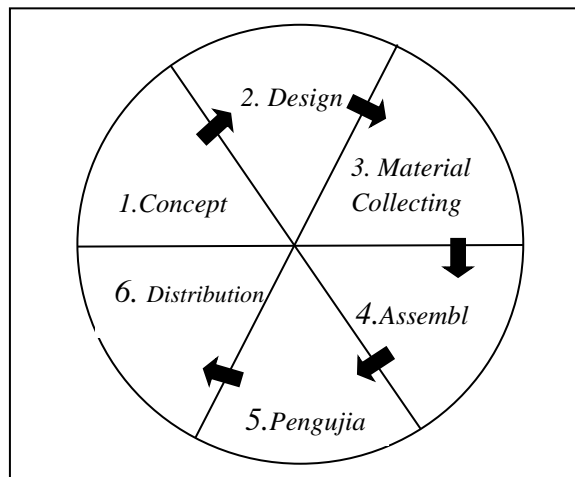 1.Concept
2. Design
3. Material
Collecting
4.Assembl
5.Pengujia
6. Distribution